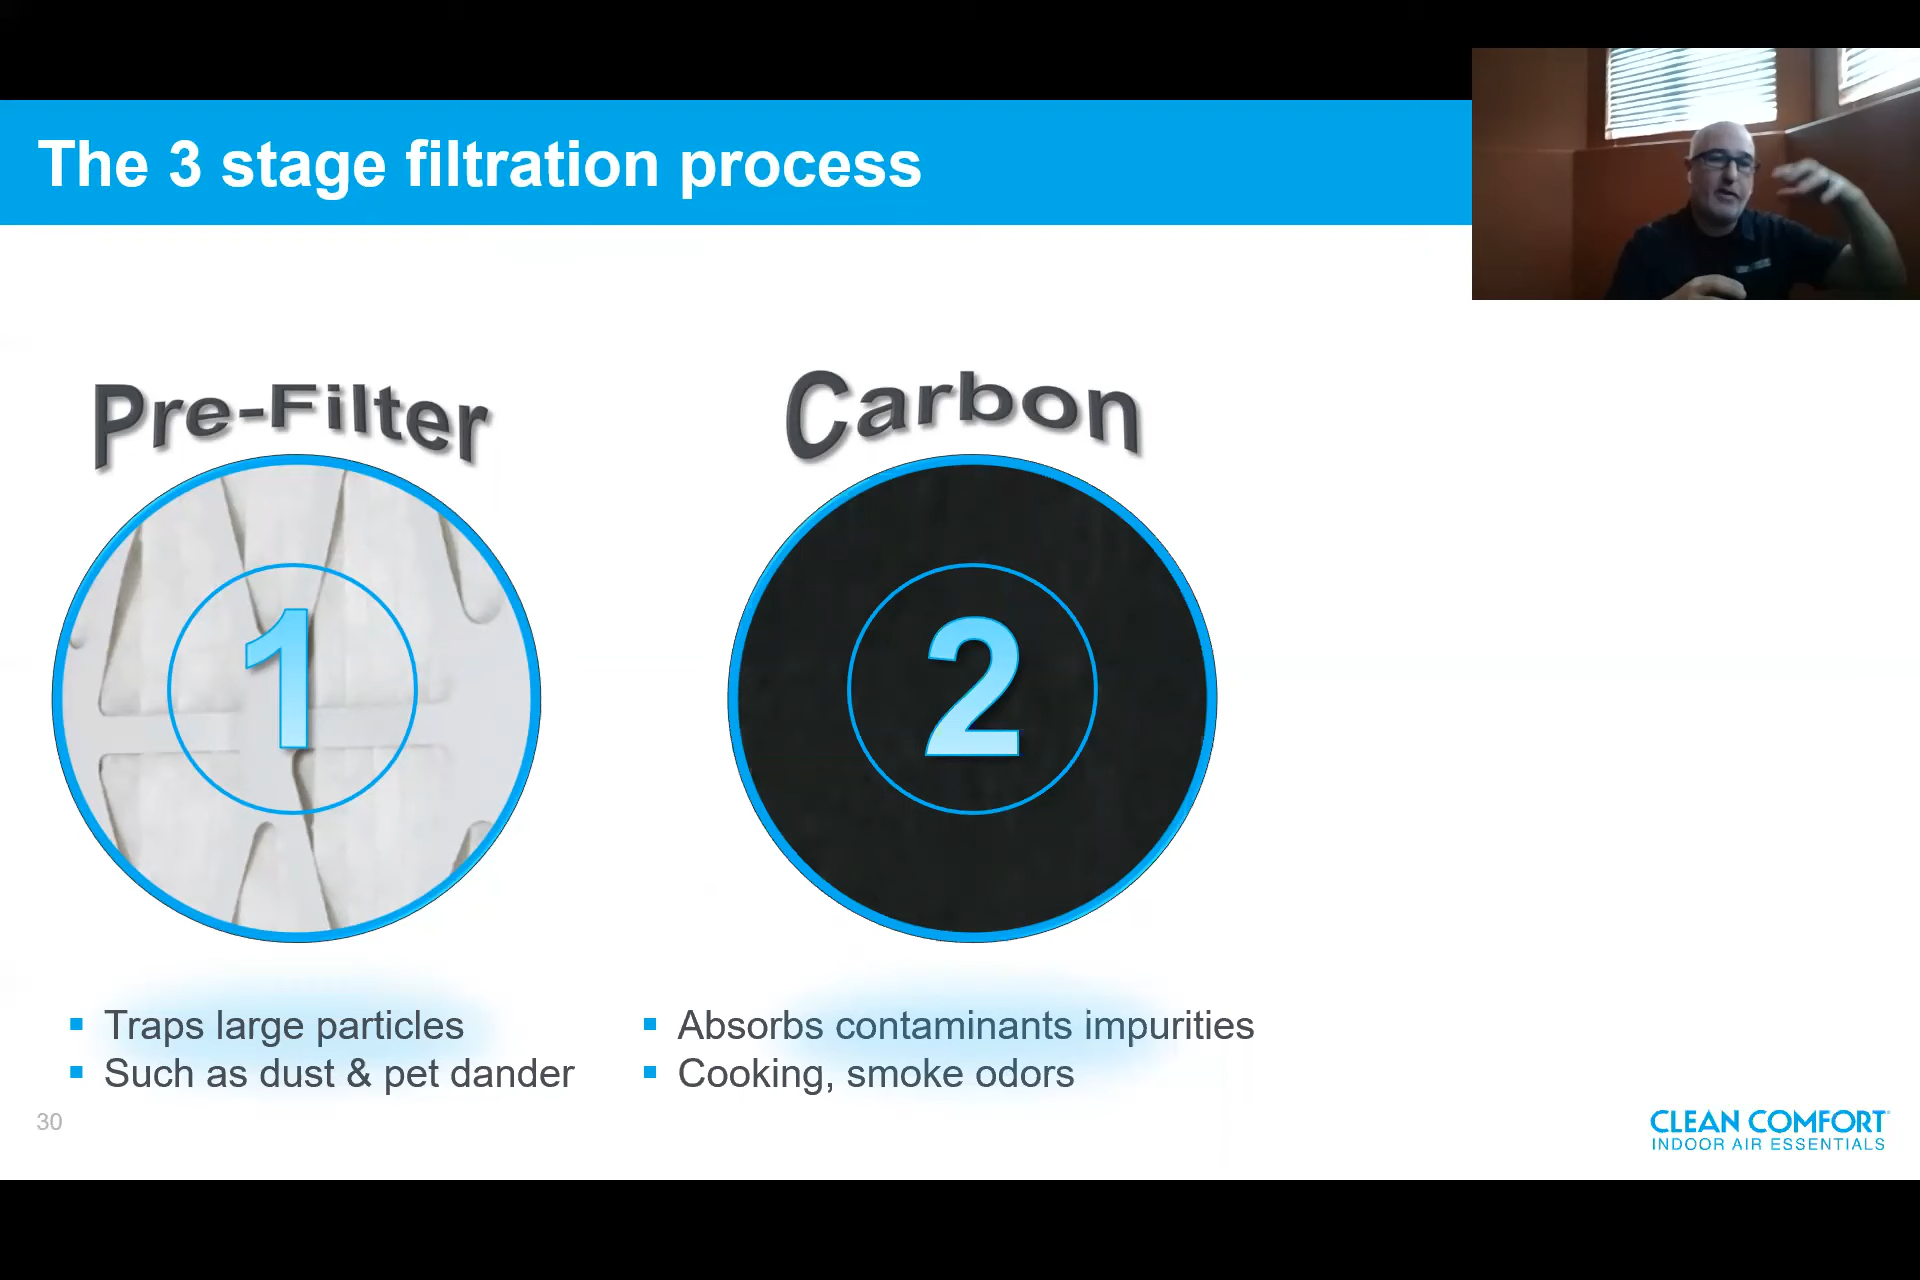 The 3 stage filtration process
Pre-Filter
Carbon
1
2
Traps large particles
Such as dust & pet dander
Absorbs contaminants impurities
Cooking, smoke odors
30
CLEAN COMFORT
INDOOR AIR ESSENTIALS